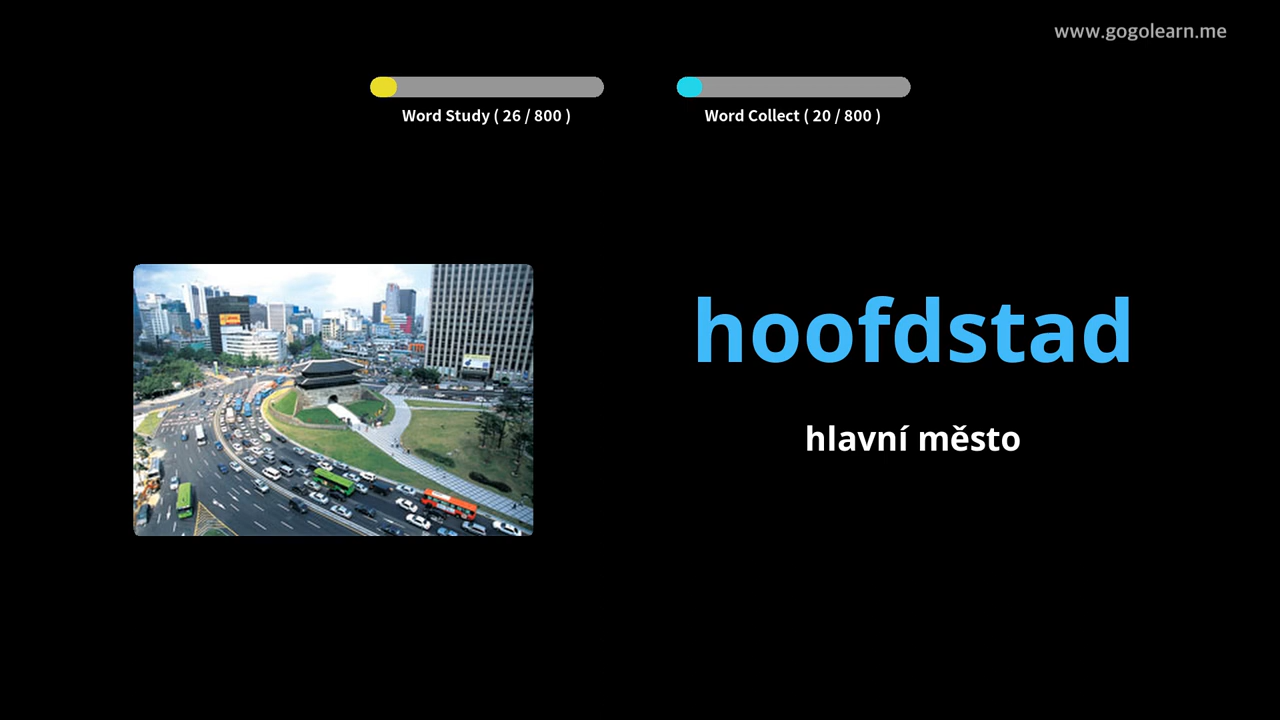 www.gogolearn.me
Word Study ( 26 / 800 )
Word Collect ( 20 / 800 )
hoofdstad
hlavní město